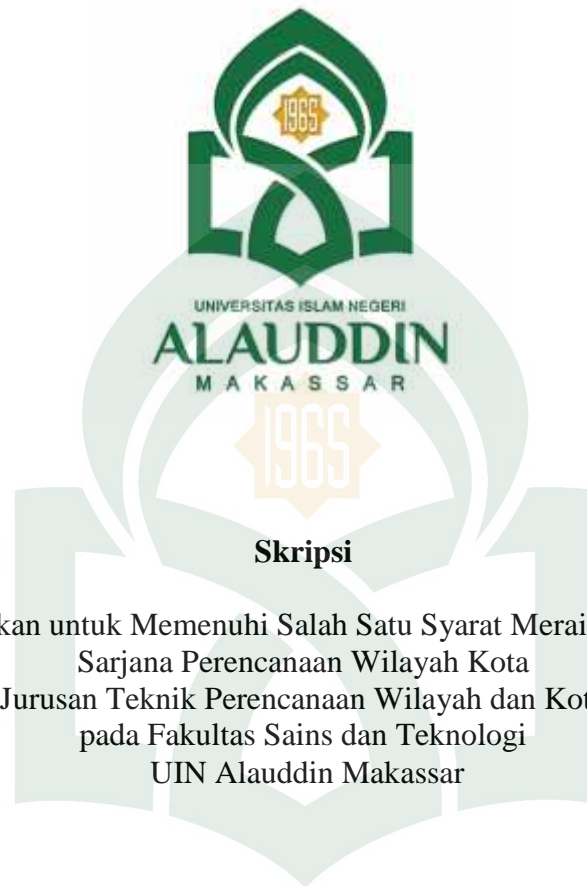 1965
UNIVERSITAS ISLAM NEGERI
ALAUDDIN
MAKASSAR
1965
Skripsi
kan untuk Memenuhi Salah Satu Syarat Merai
Sarjana Perencanaan Wilayah Kota
Jurusan Teknik Perencanaan Wilayah dan Kot
pada Fakultas Sains dan Teknologi
UIN Alauddin Makassar